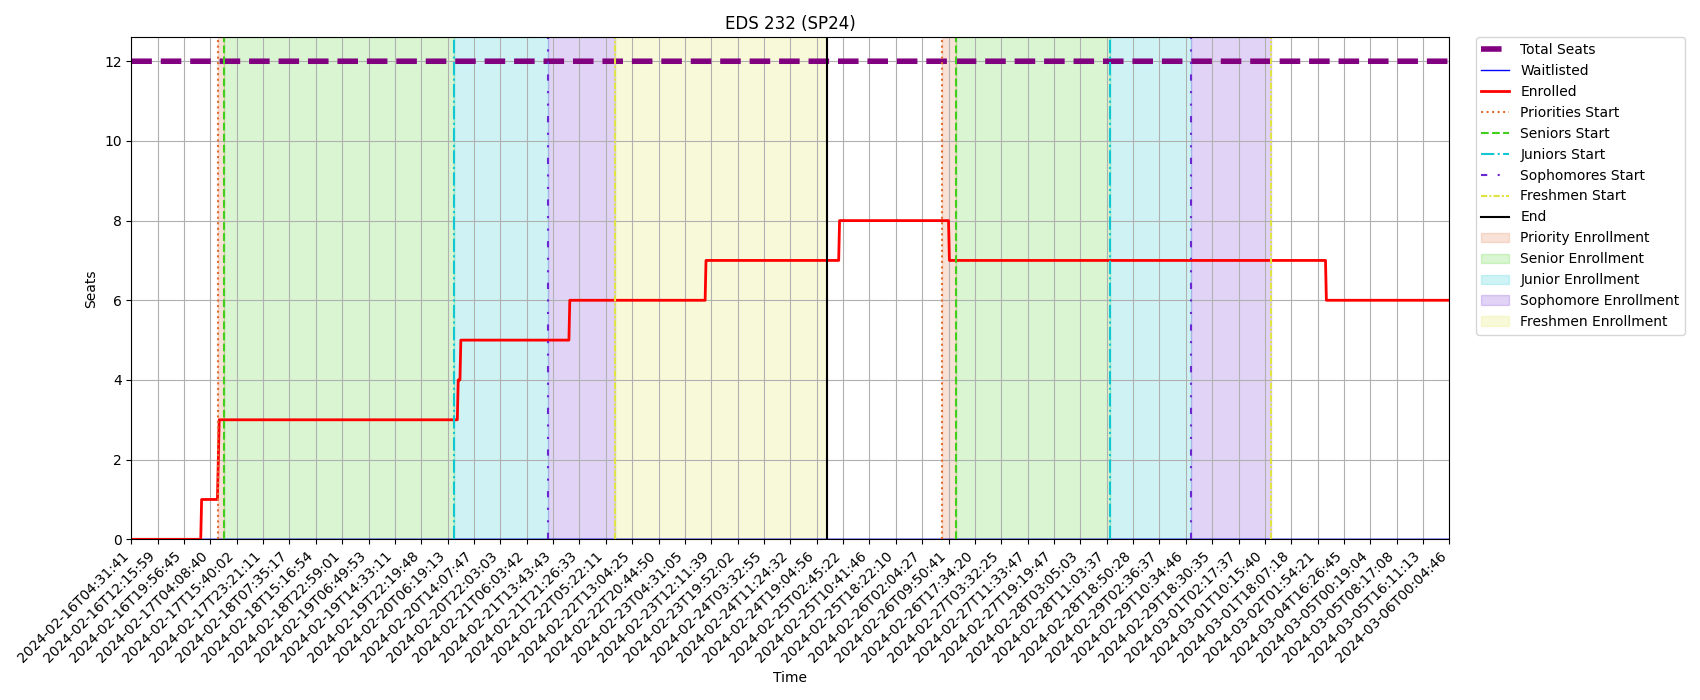 EDS 232 (SP24)
Seats
12
10
8
6
4
2
0
2024-02-16T04:31:41
2024-02-16T12:15:59
2024-02-16T19:56:45
2024-02-17T04:08:40
2024-02-17T15:40:02
2024-02-17T23:21:11
2024-02-18T07:35:17
2024-02-18T15:16:54
2024-02-18T22:59:01
2024-02-19T06:49:53
2024-02-19T14:33:11
2024-02-19T22:19:48
2024-02-20T06:19:13
2024-02-20T14:07:47
2024-02-20T22:03:03
2024-02-21T06:03:42
2024-02-21T13:43:43
2024-02-21T21:26:33
2024-02-22T05:22:11
2024-02-22T13:04:25
2024-02-22T20:44:50
2024-02-23T04:31:05
2024-02-23T12:11:39
2024-02-23T19:52:02
2024-02-24T03:32:55
2024-02-24T11:24:32
2024-02-24T19:04:56
2024-02-25T02:45:22
2024-02-25T10:41:46
2024-02-25T18:22:10
2024-02-26T02:04:27
2024-02-26T09:50:41
2024-02-26T17:34:20
2024-02-27T03:32:25
2024-02-27T11:33:47
2024-02-27T19:19:47
2024-02-28T03:05:03
2024-02-28T11:03:37
2024-02-28T18:50:28
2024-02-29T02:36:37
2024-02-29T10:34:46
2024-02-29T18:30:35
2024-03-01T02:17:37
2024-03-01T10:15:40
2024-03-01T18:07:18
2024-03-02T01:54:21
2024-03-04T16:26:45
2024-03-05T00:19:04
2024-03-05T08:17:08
2024-03-05T16:11:13
2024-03-06T00:04:46
Time
Total Seats
Waitlisted
Enrolled
Priorities Start
Seniors Start
Juniors Start
Sophomores Start
Freshmen Start
End
Priority Enrollment
Senior Enrollment
Junior Enrollment
Sophomore Enrollment
Freshmen Enrollment